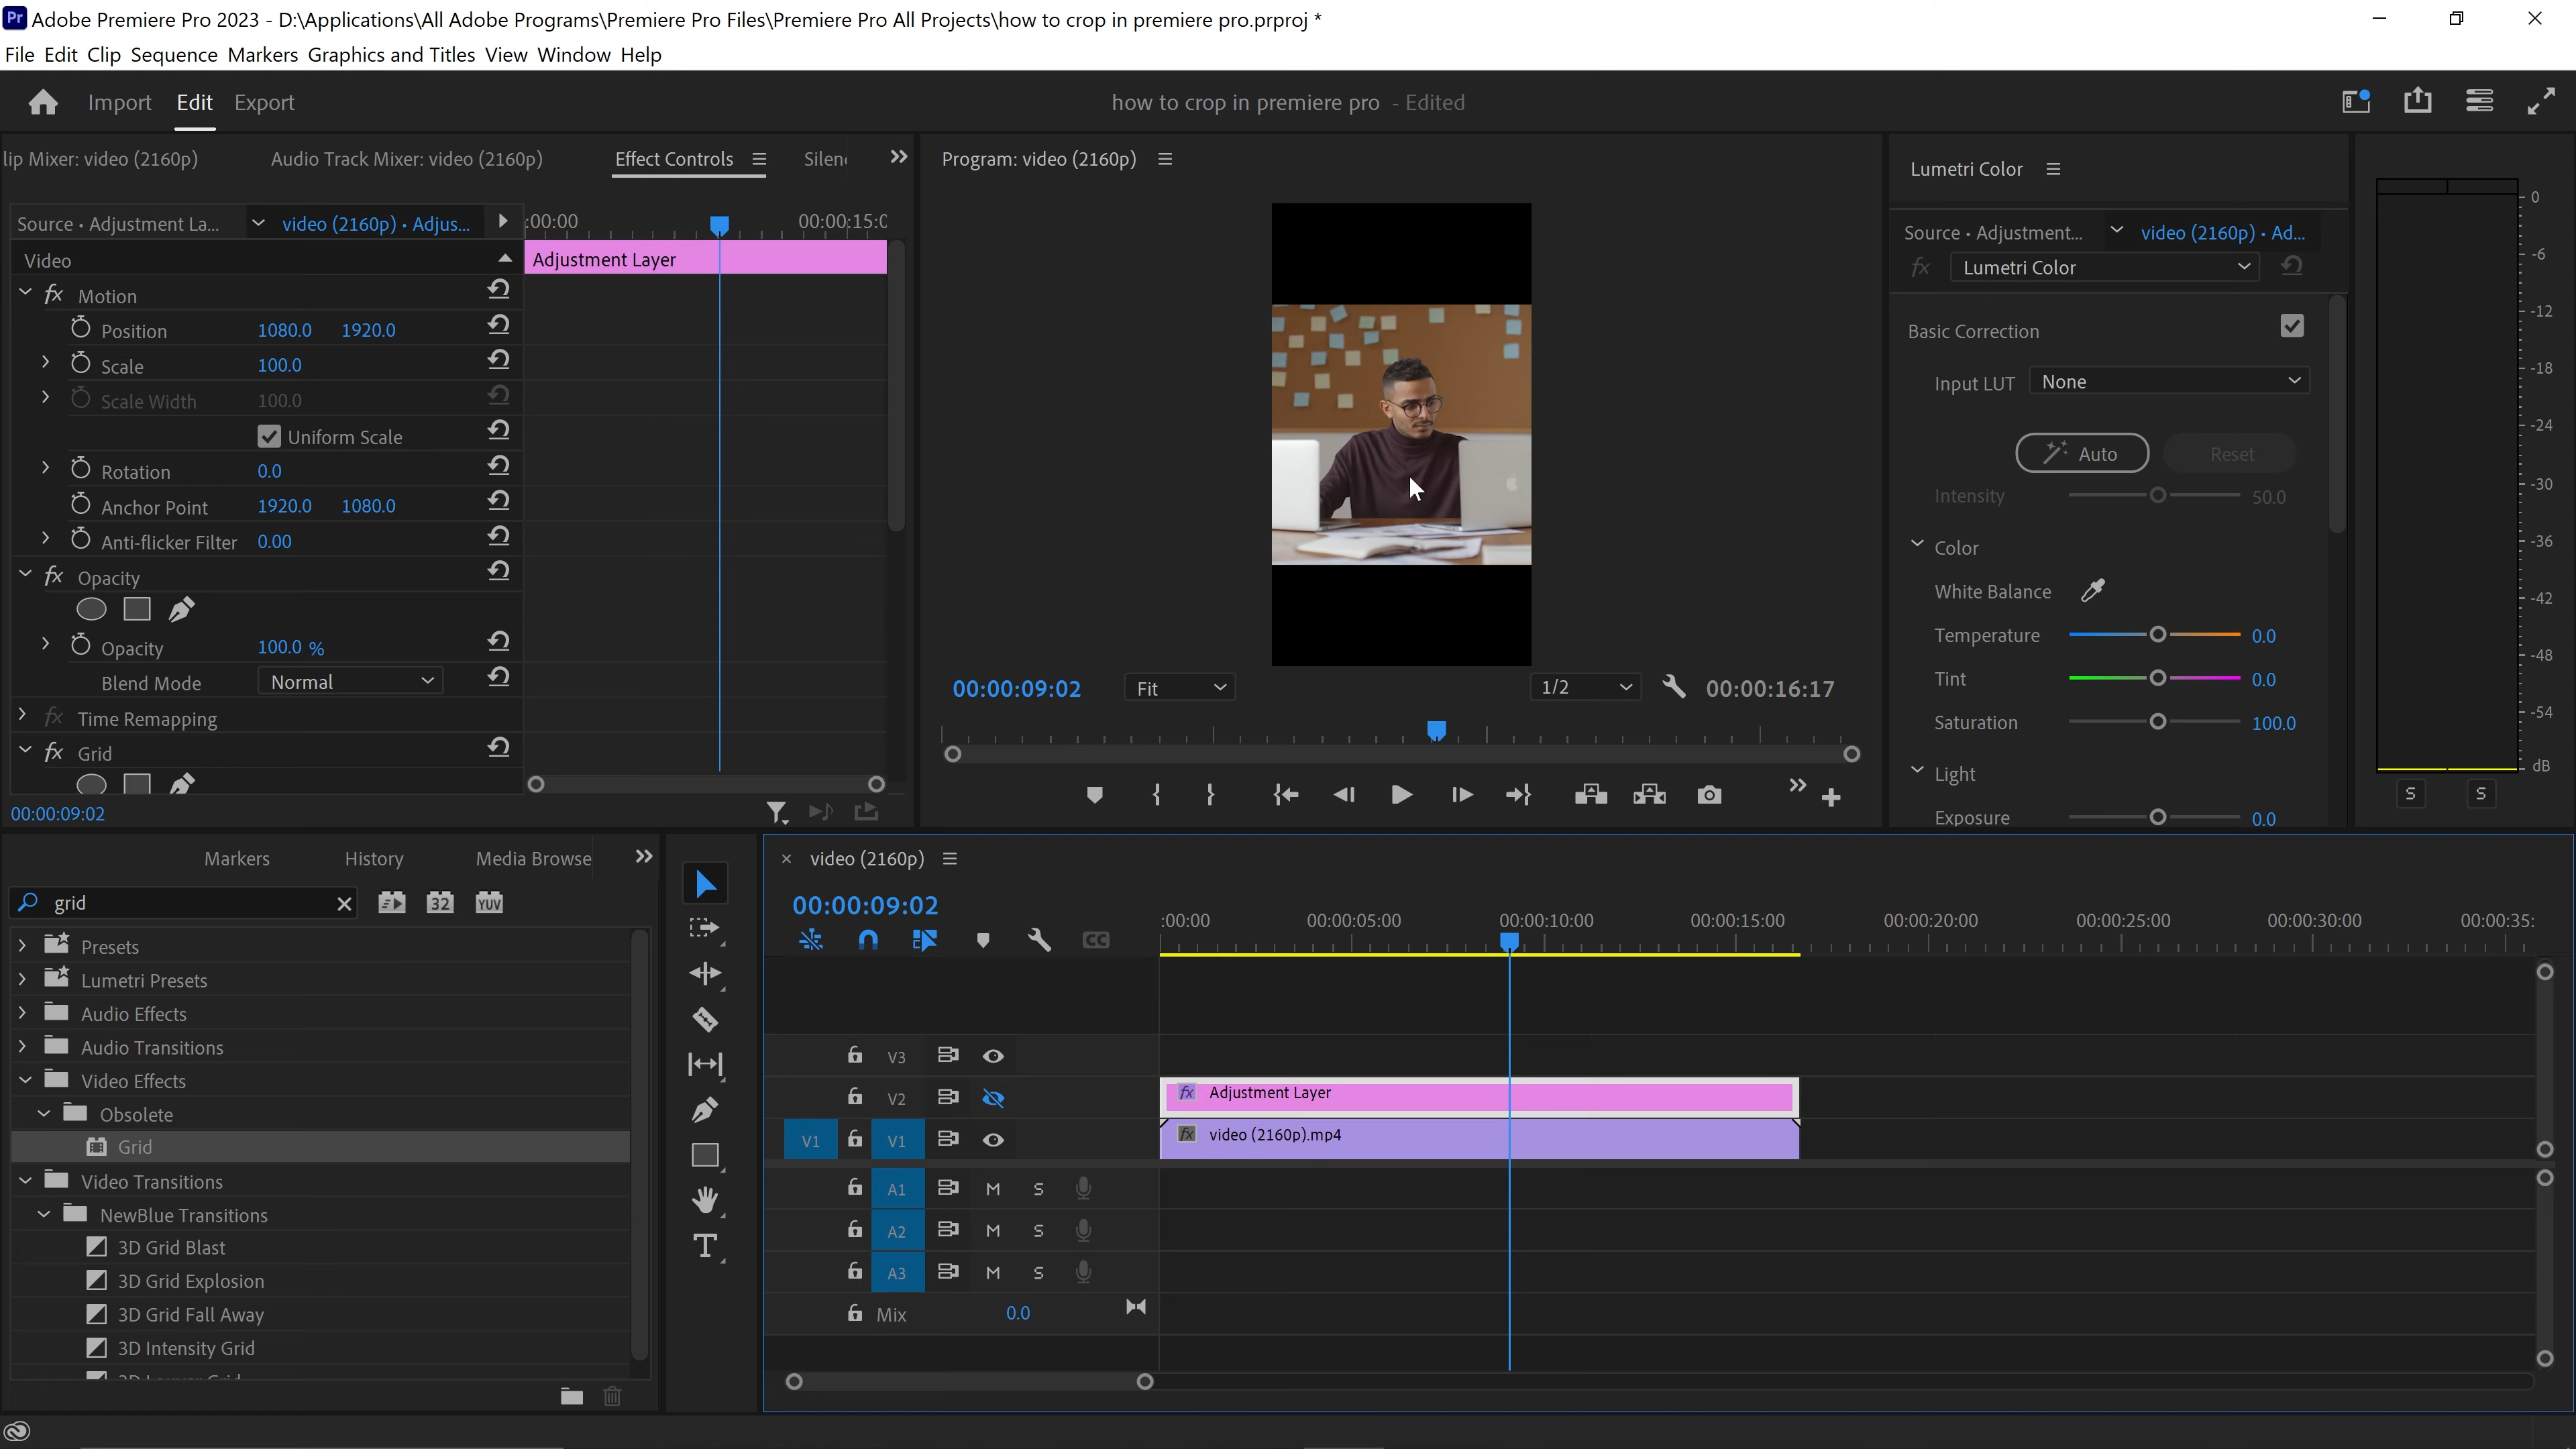 Pr Adobe Premiere Pro 2023 - D:\Applications\All Adobe Programs\Premiere Pro Files\Premiere Pro All Projects\how to crop in premiere pro.prproj *
File Edit Clip Sequence Markers Graphics and Titles View Window Help
Import Edit Export
how to crop in premiere pro - Edited
lip Mixer: video (2160p)
Audio Track Mixer: video (2160p)
Effect Controls
Silen
Source • Adjustment La...
video (2160p) • Adjus...
:00:00
00:00:15:0
Video
Adjustment Layer
Motion
Position 1080.0 1920.0
Scale 100.0
Scale Width 100.0
Uniform Scale
Rotation 0.0
Anchor Point 1920.0 1080.0
Anti-flicker Filter 0.00
Opacity
Opacity 100.0 %
Blend Mode Normal
Time Remapping
Grid
00:00:09:02
Program: video (2160p)
00:00:09:02 Fit 1/2 00:00:16:17
Lumetri Color
Source • Adjustment... video (2160p) • Ad...
fx Lumetri Color
Basic Correction
Input LUT None
Auto Reset
Intensity 50.0
Color
White Balance
Temperature 0.0
Tint 0.0
Saturation 100.0
Light
Exposure 0.0
0
-6
-12
-18
-24
-30
-36
-42
-48
-54
dB
S S
Markers History Media Browse
grid
32 YUV
Presets
Lumetri Presets
Audio Effects
Audio Transitions
Video Effects
Obsolete
Grid
Video Transitions
NewBlue Transitions
3D Grid Blast
3D Grid Explosion
3D Grid Fall Away
3D Intensity Grid
video (2160p)
00:00:09:02
CC
:00:00 00:00:05:00 00:00:10:00 00:00:15:00 00:00:20:00 00:00:25:00 00:00:30:00 00:00:35:
V3
V2 fx Adjustment Layer
V1 V1 fx video (2160p).mp4
A1 M S
A2 M S
A3 M S
Mix 0.0